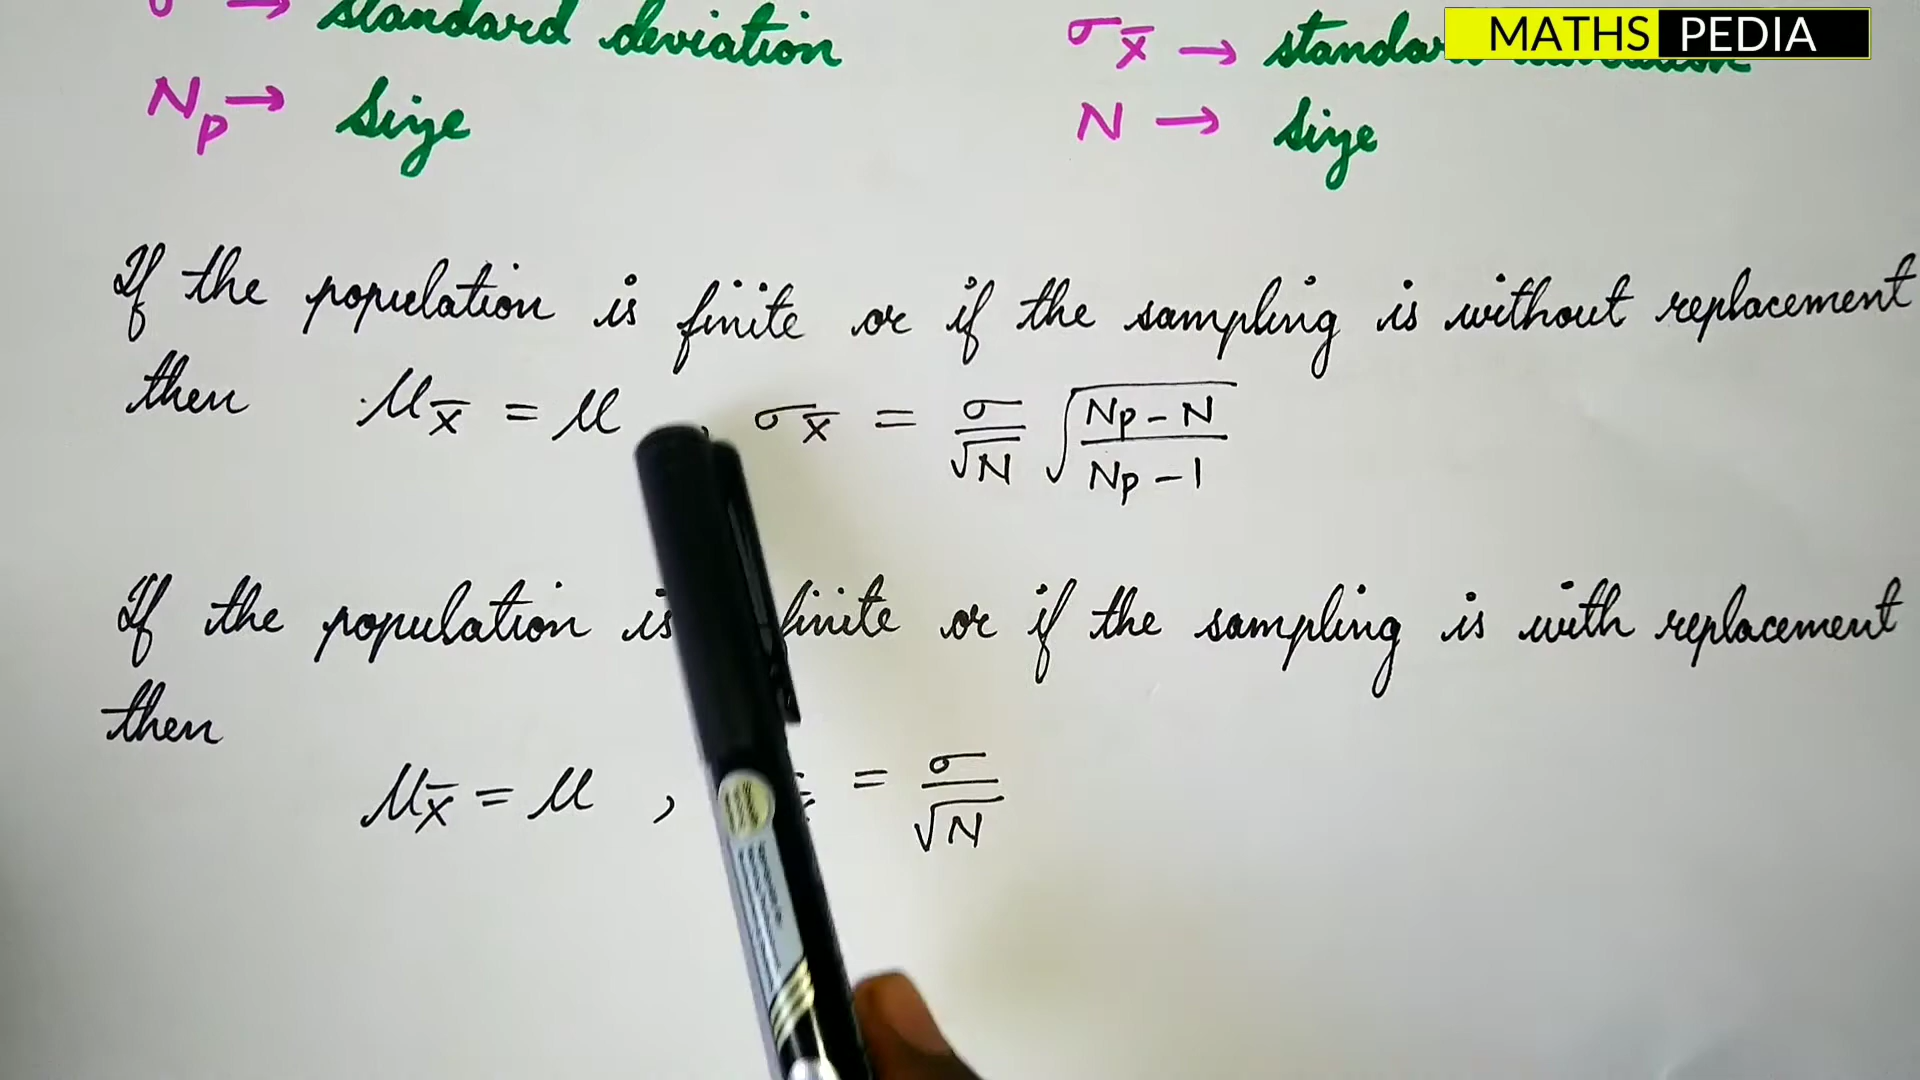 σ → standard deviation
σx̄ → standard
MATHS PEDIA
Np → Size
N → Size
If the population is finite or if the sampling is without replacement
then μx̄ = μ , σx̄ = σ/√N √(Np - N)/(Np - 1)
If the population is finite or if the sampling is with replacement
then
μx̄ = μ , = σ/√N